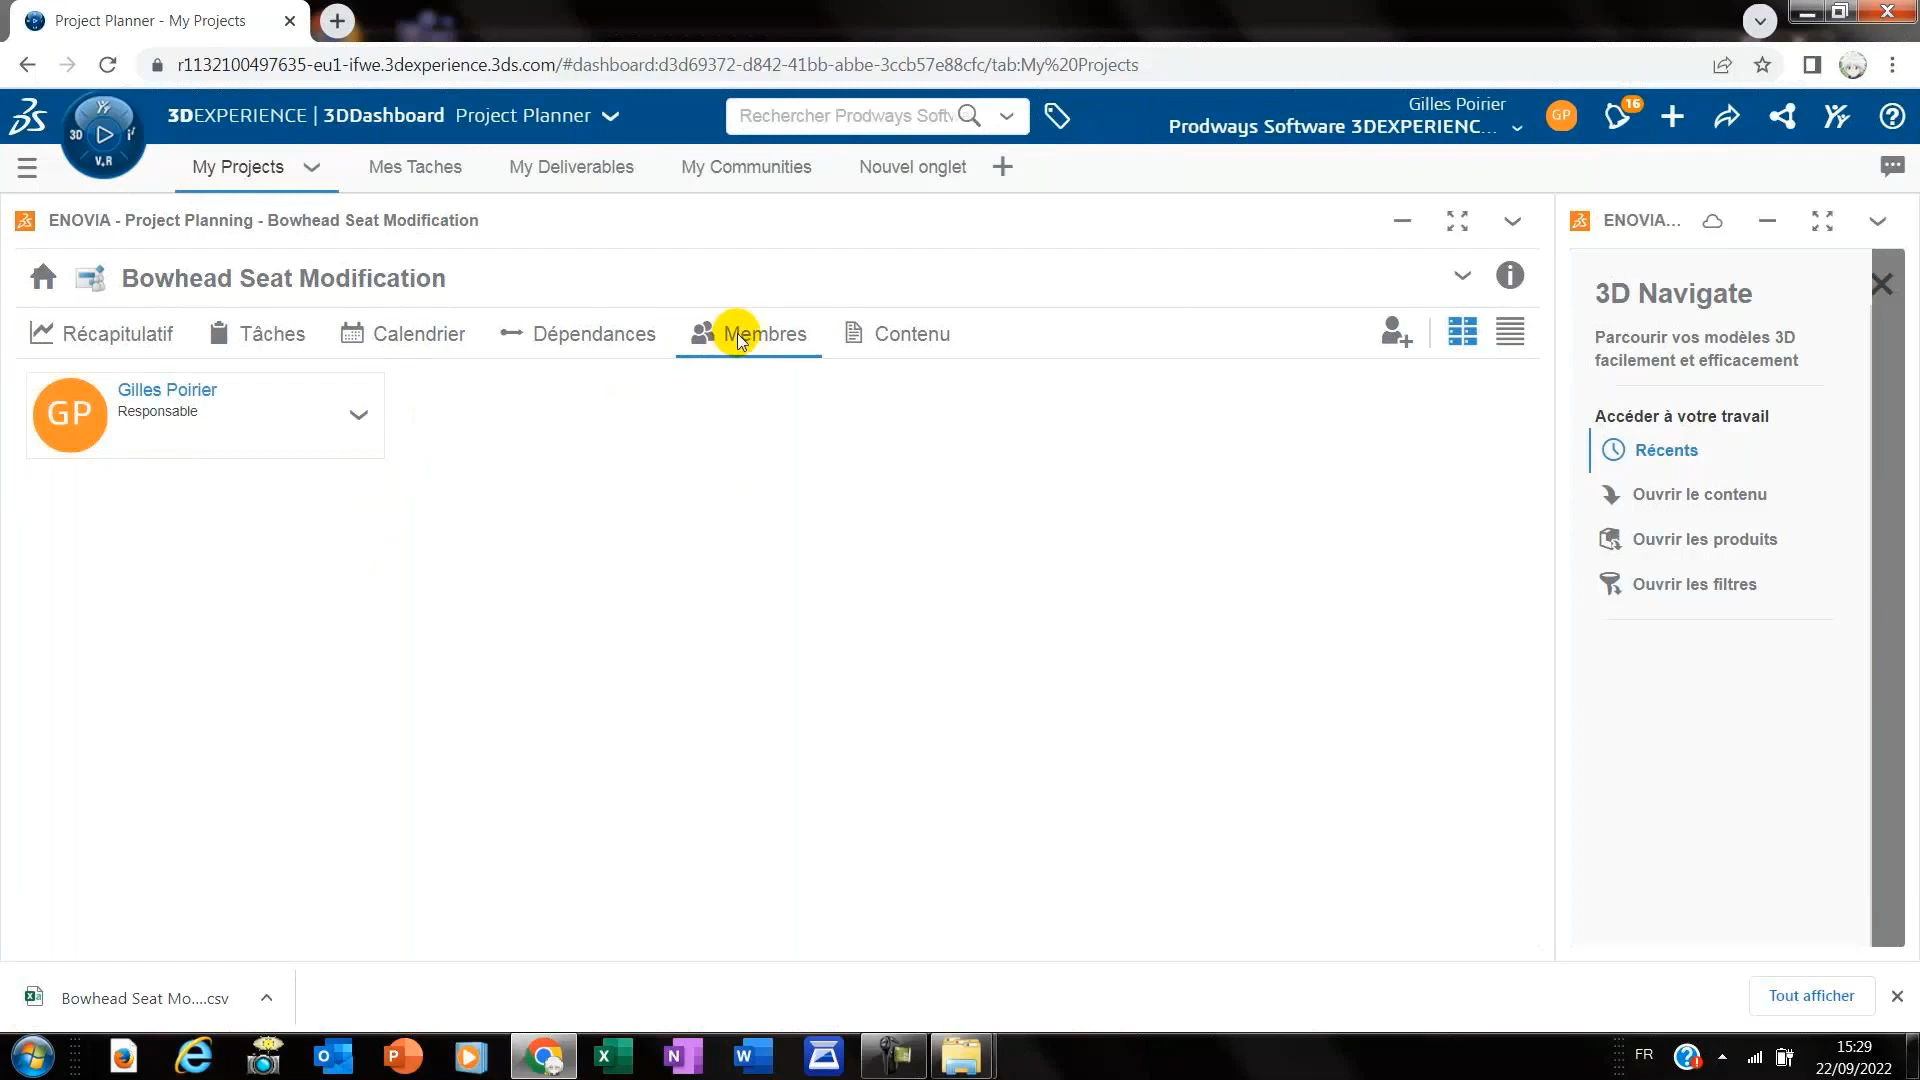 Project Planner - My Projects
r1132100497635-eu1-ifwe.3dexperience.3ds.com/#dashboard:d3d69372-d842-41bb-abbe-3ccb57e88cfc/tab:My%20Projects
3D
V.R
3DEXPERIENCE | 3DDashboard Project Planner
Rechercher Prodways Softw
Gilles Poirier
Prodways Software 3DEXPERIENC...
GP
16
My Projects
Mes Taches
My Deliverables
My Communities
Nouvel onglet
ENOVIA - Project Planning - Bowhead Seat Modification
ENOVIA...
Bowhead Seat Modification
Récapitulatif
Tâches
Calendrier
Dépendances
Membres
Contenu
GP
Gilles Poirier
Responsable
3D Navigate
Parcourir vos modèles 3D
facilement et efficacement
Accéder à votre travail
Récents
Ouvrir le contenu
Ouvrir les produits
Ouvrir les filtres
Bowhead Seat Mo....csv
Tout afficher
FR
15:29
22/09/2022